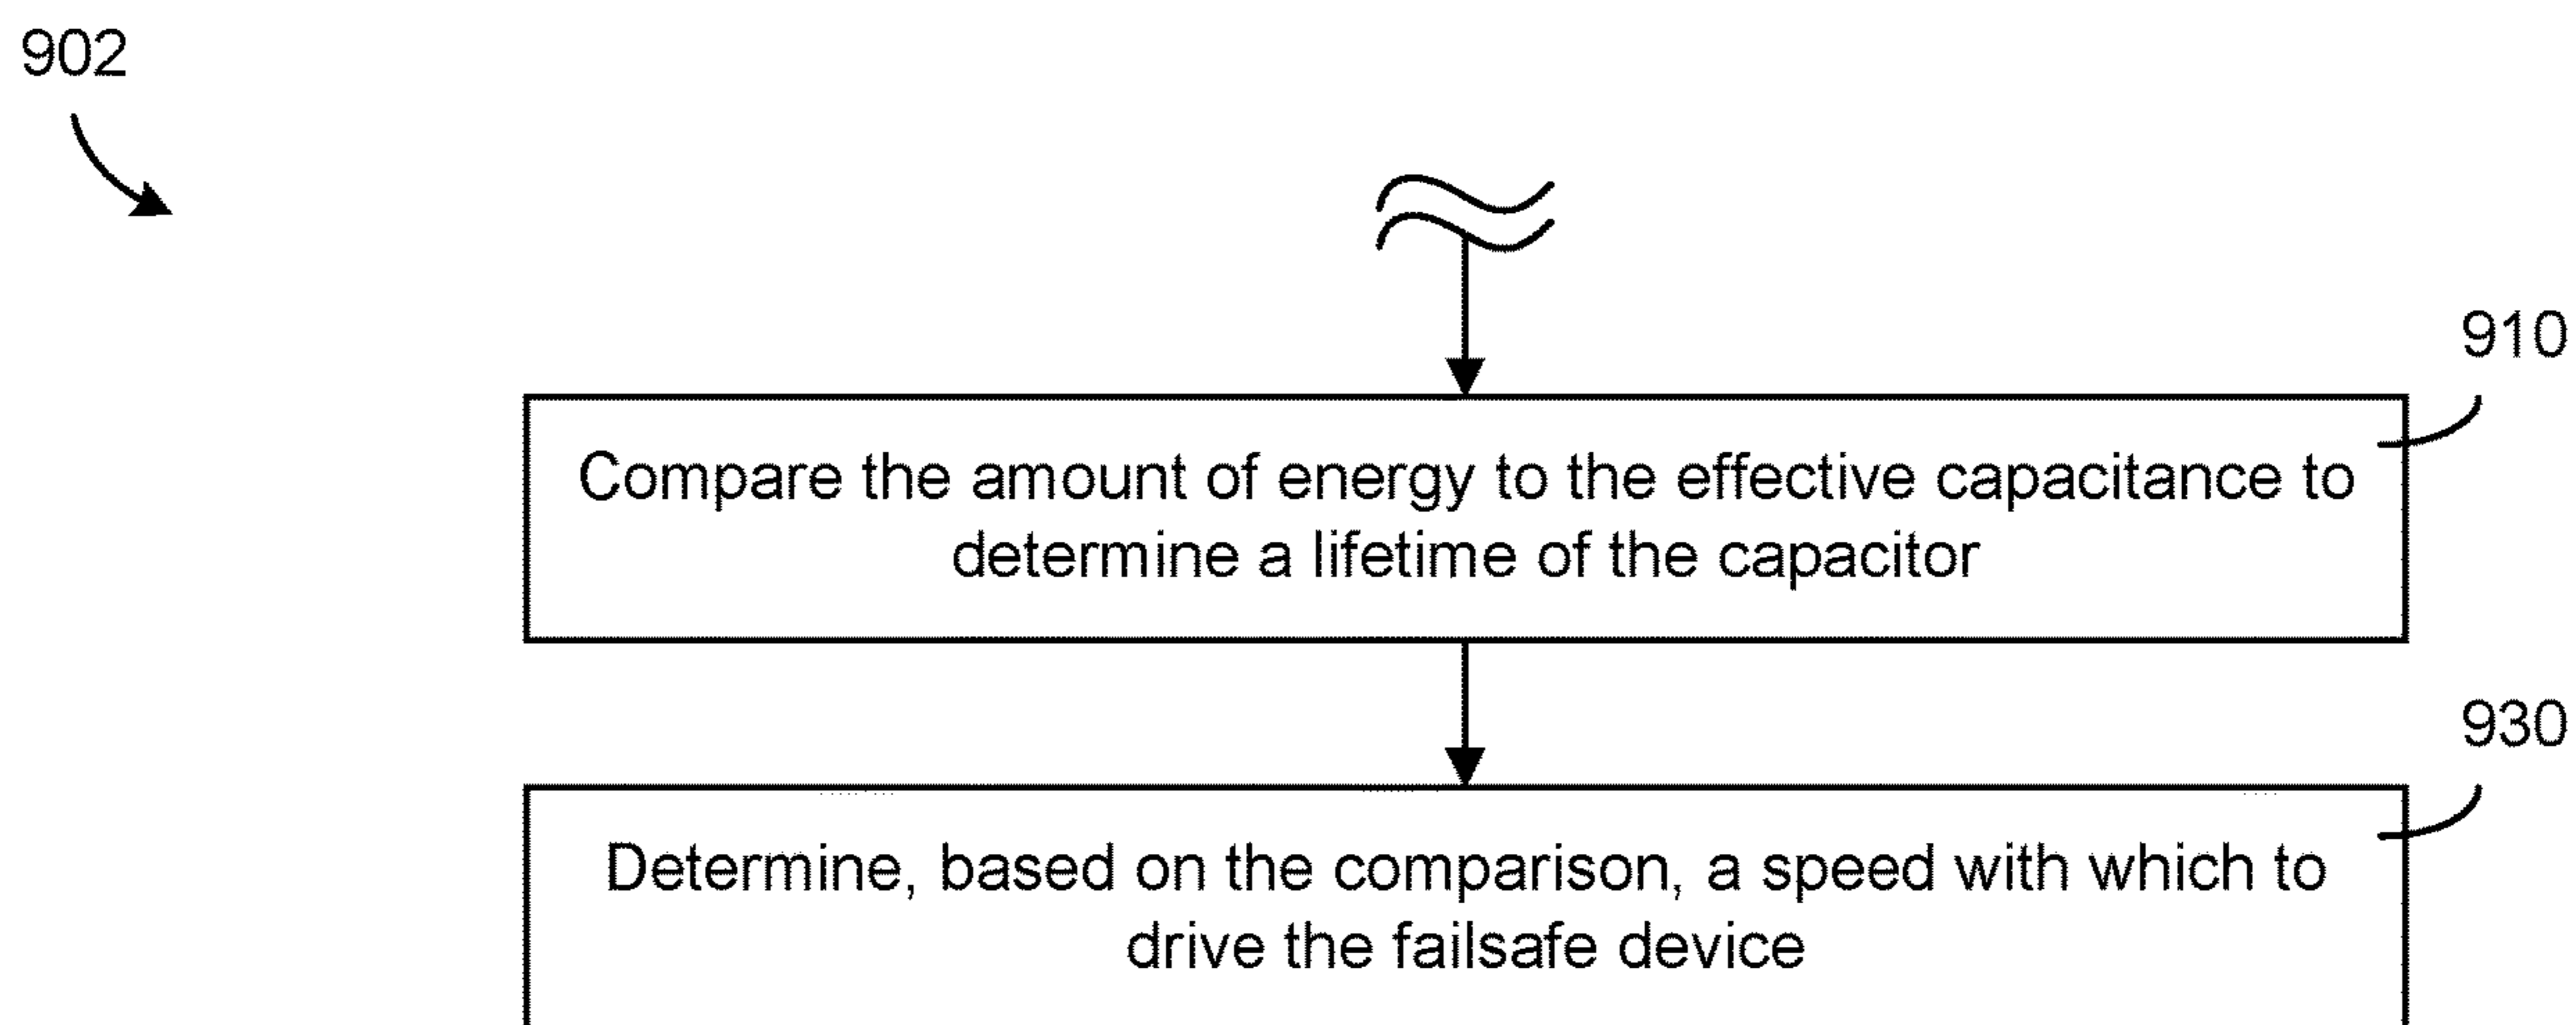 902
910
Compare the amount of energy to the effective capacitance to
determine a lifetime of the capacitor
930
Determine, based on the comparison, a speed with which to
drive the failsafe device